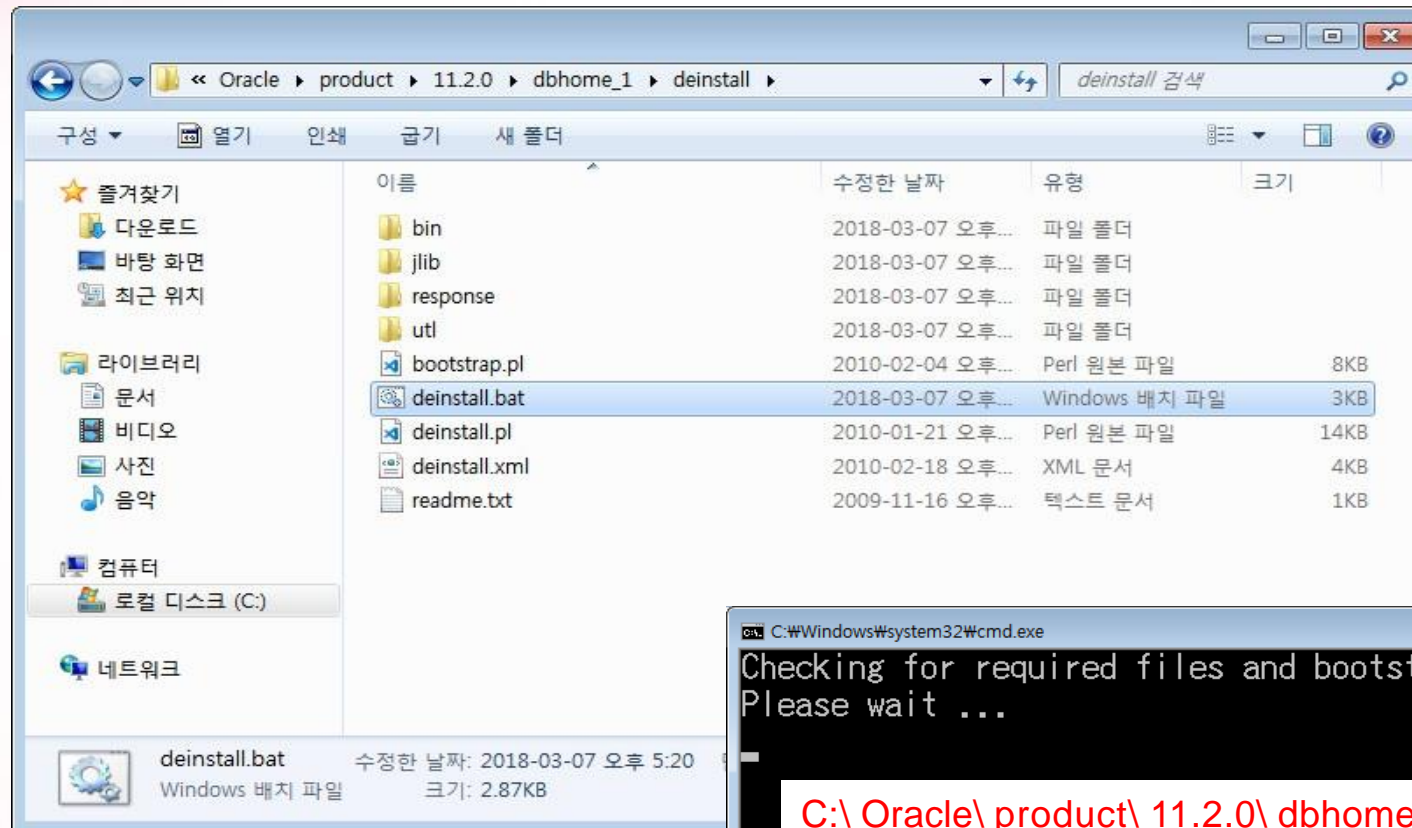 « Oracle ▸ product ▸ 11.2.0 ▸ dbhome_1 ▸ deinstall ▸ deinstall 검색
구성 열기 인쇄 굽기 새 폴더
즐겨찾기
다운로드
바탕 화면
최근 위치
라이브러리
문서
비디오
사진
음악
컴퓨터
로컬 디스크 (C:)
네트워크
이름 수정한 날짜 유형 크기
bin 2018-03-07 오후... 파일 폴더
jlib 2018-03-07 오후... 파일 폴더
response 2018-03-07 오후... 파일 폴더
utl 2018-03-07 오후... 파일 폴더
bootstrap.pl 2010-02-04 오후... Perl 원본 파일 8KB
deinstall.bat 2018-03-07 오후... Windows 배치 파일 3KB
deinstall.pl 2010-01-21 오후... Perl 원본 파일 14KB
deinstall.xml 2010-02-18 오후... XML 문서 4KB
readme.txt 2009-11-16 오후... 텍스트 문서 1KB
deinstall.bat 수정한 날짜: 2018-03-07 오후 5:20
Windows 배치 파일 크기: 2.87KB
C:₩Windows₩system32₩cmd.exe
Checking for required files and bootst
Please wait ...
C:\ Oracle\ product\ 11.2.0\ dbhome